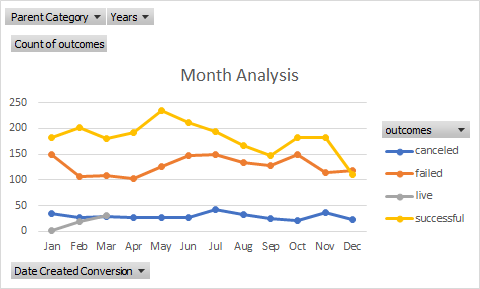 Parent Category Years
Count of outcomes
Month Analysis
250
200
150
100
50
0
Jan Feb Mar Apr May Jun Jul Aug Sep Oct Nov Dec
outcomes
canceled
failed
live
successful
Date Created Conversion